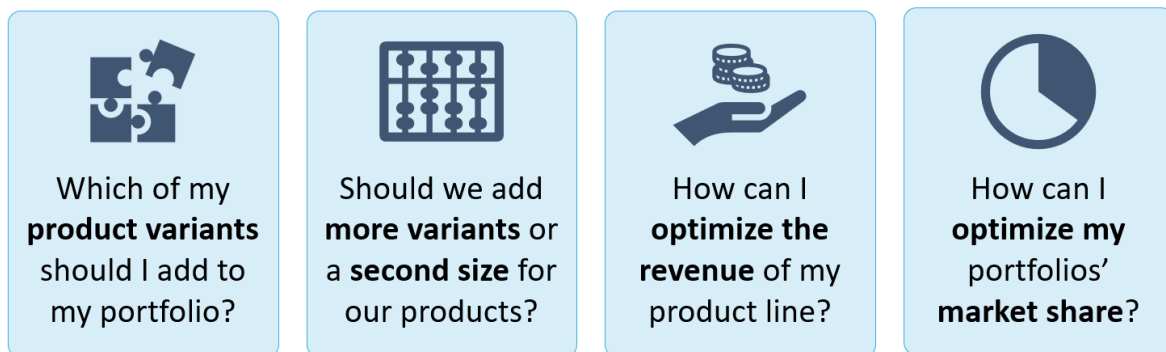 Which of my
product variants
should I add to
my portfolio?
Should we add
more variants or
a second size for
our products?
How can I
optimize the
revenue of my
product line?
How can I
optimize my
portfolios'
market share?